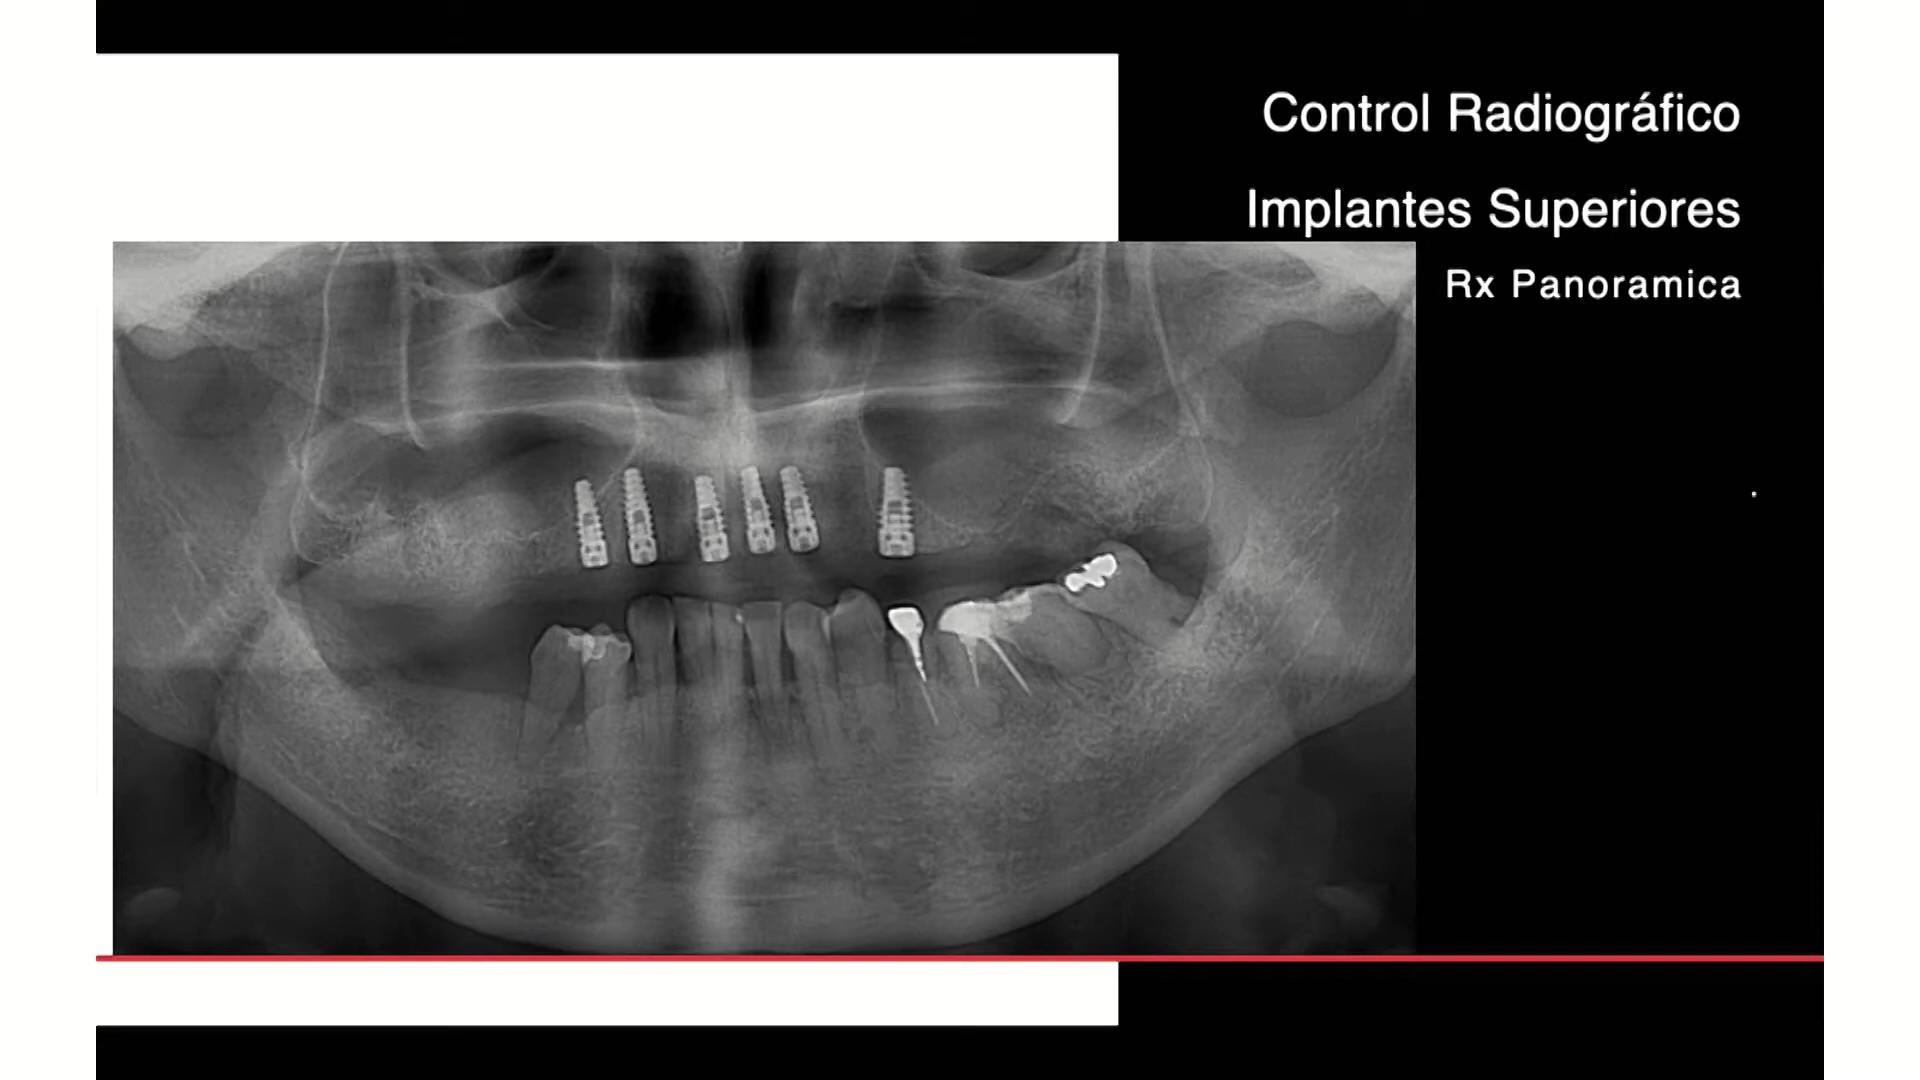 Control Radiográfico
Implantes Superiores
Rx Panoramica